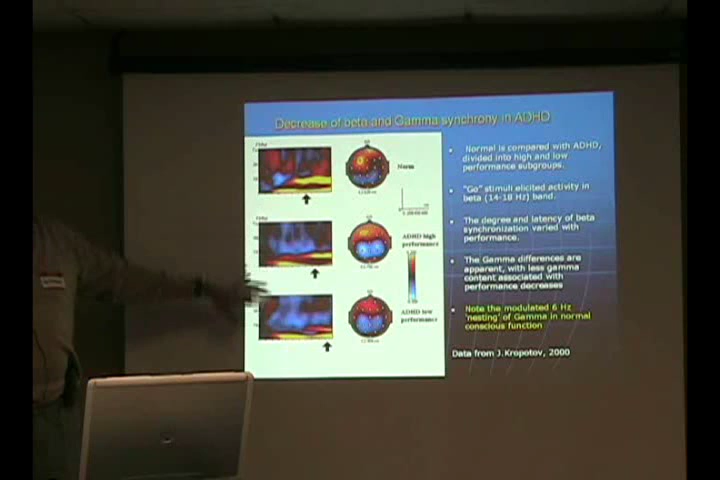 Decrease of beta and Gamma synchrony in ADHD
Norm
ADHD high
performance
ADHD low
performance
Normal is compared with ADHD,
divided into high and low
performance subgroups.
"Go" stimuli elicited activity in
beta (14-18 Hz) band.
The degree and latency of beta
synchronization varied with
performance.
The Gamma differences are
apparent, with less gamma
content associated with
performance decreases
Note the modulated 6 Hz
'nesting' of Gamma in normal
conscious function
Data from J.Kropotov, 2000